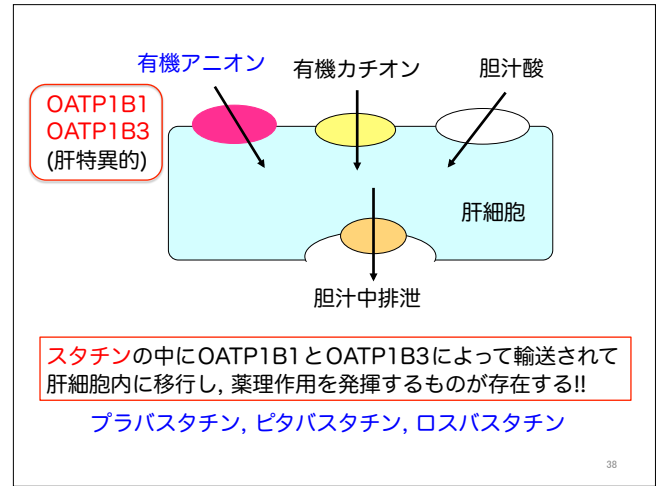 有機アニオン
有機カチオン
胆汁酸
OATP1B1
OATP1B3
(肝特異的)
肝細胞
胆汁中排泄
スタチンの中にOATP1B1とOATP1B3によって輸送されて
肝細胞内に移行し, 薬理作用を発揮するものが存在する!!
プラバスタチン, ピタバスタチン, ロスバスタチン
38